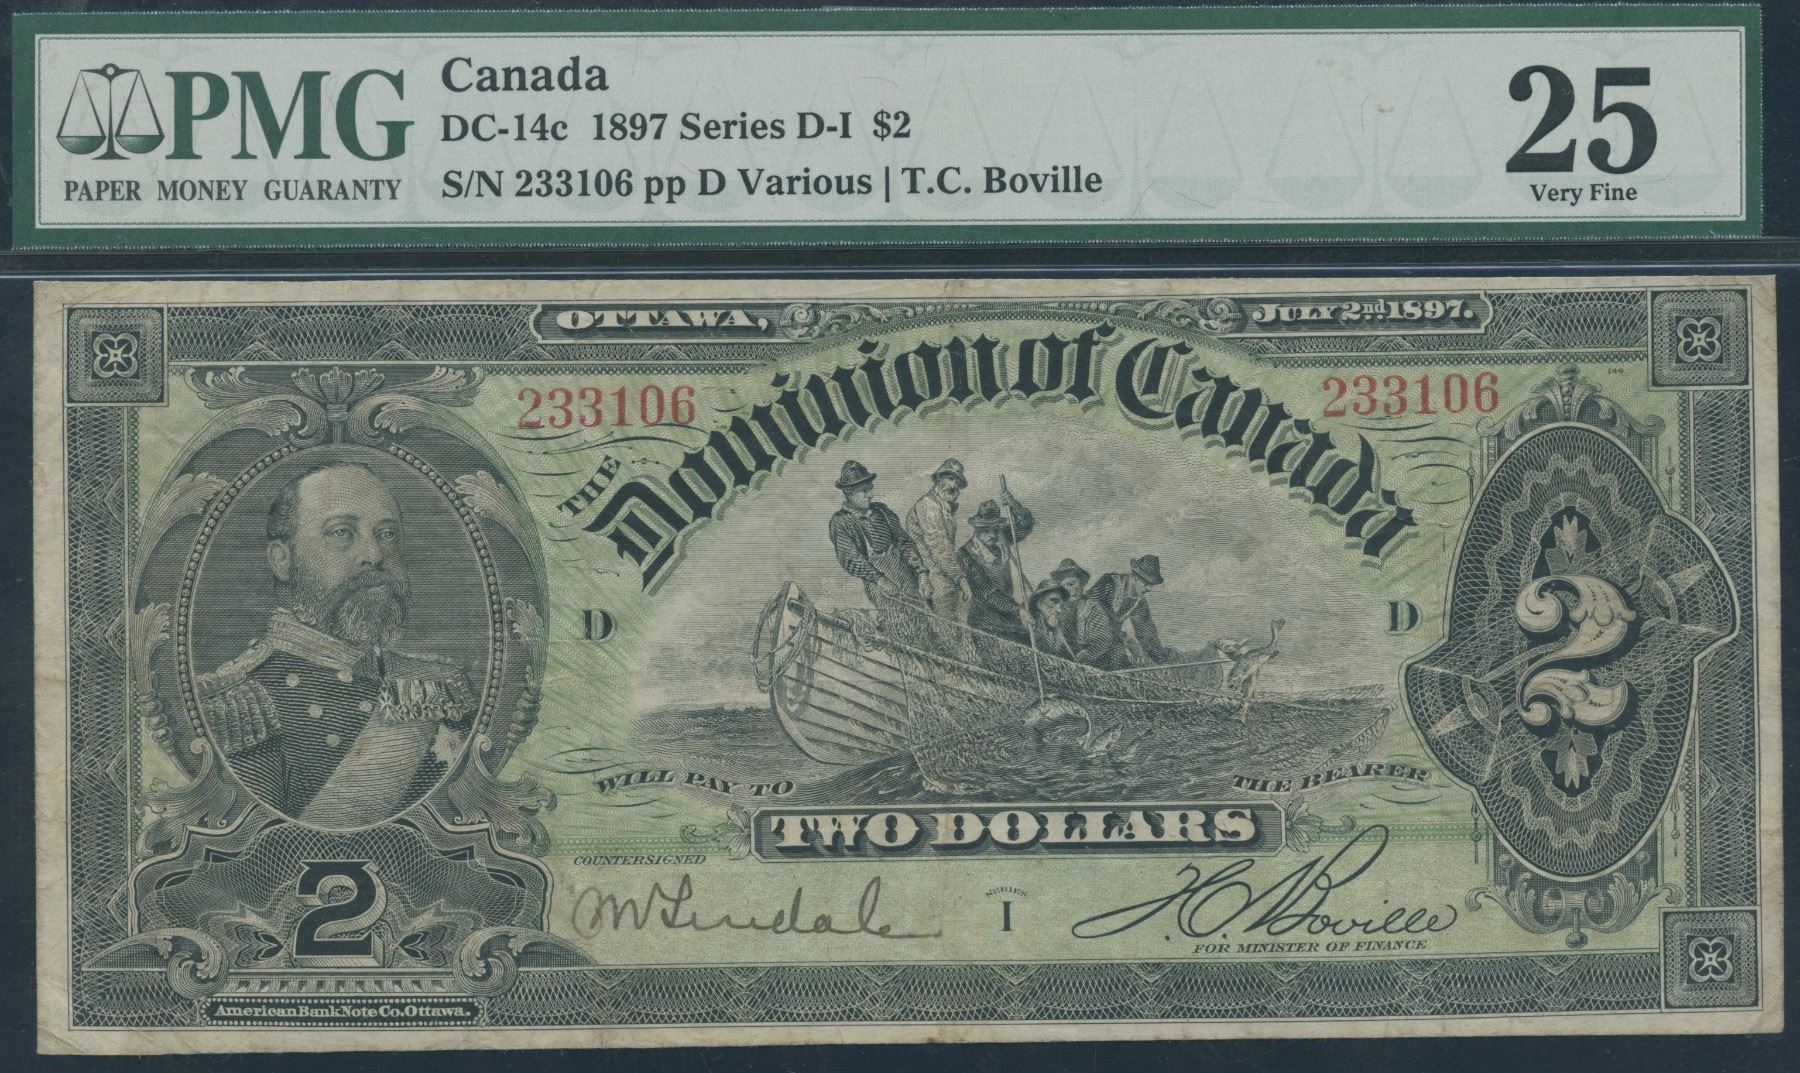 PMG
PAPER MONEY GUARANTY
Canada
DC-14c 1897 Series D-I $2
S/N 233106 pp D Various | T.C. Boville
25
Very Fine
OTTAWA,
JULY 2nd 1897.
149
233106
233106
THE
Dominion of Canada
D
D
2
WILL PAY TO
THE BEARER
TWO DOLLARS
COUNTERSIGNED
SERIES
I
T.C. Boville
FOR MINISTER OF FINANCE
2
American Bank Note Co. Ottawa.